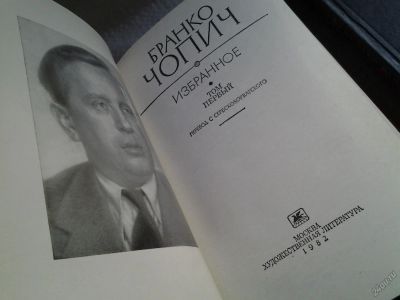 БРАНКО
ЧОПИЧ
ИЗБРАННОЕ
ТОМ
ПЕРВЫЙ
ПЕРЕВОД С СЕРБСКОХОРВАТСКОГО
МОСКВА
ХУДОЖЕСТВЕННАЯ ЛИТЕРАТУРА
1982